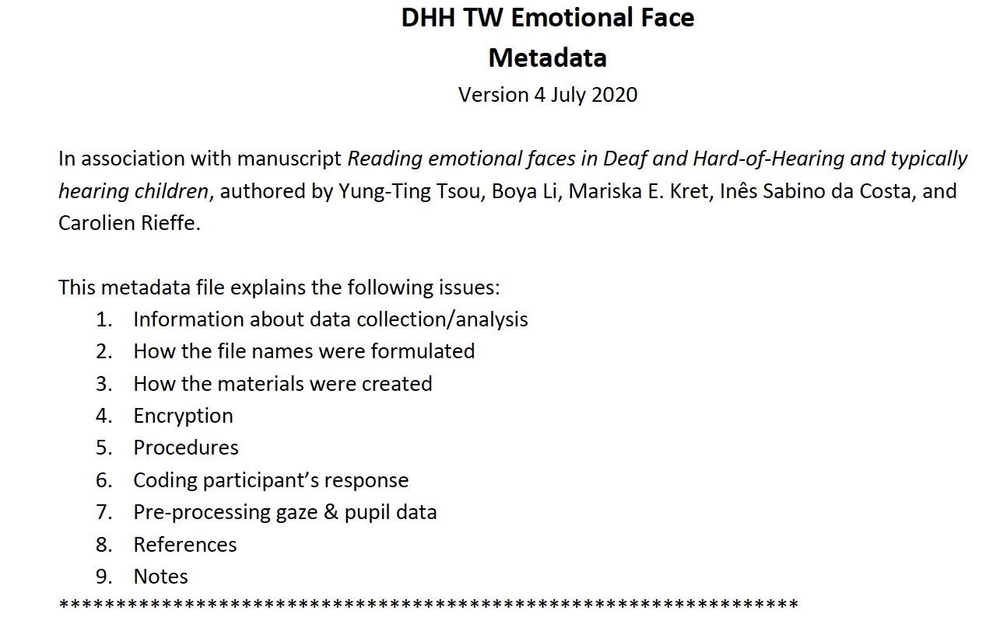 DHH TW Emotional Face
Metadata
Version 4 July 2020
In association with manuscript Reading emotional faces in Deaf and Hard-of-Hearing and typically
hearing children, authored by Yung-Ting Tsou, Boya Li, Mariska E. Kret, Inês Sabino da Costa, and
Carolien Rieffe.
This metadata file explains the following issues:
1. Information about data collection/analysis
2. How the file names were formulated
3. How the materials were created
4. Encryption
5. Procedures
6. Coding participant’s response
7. Pre-processing gaze & pupil data
8. References
9. Notes
*****************************************************************